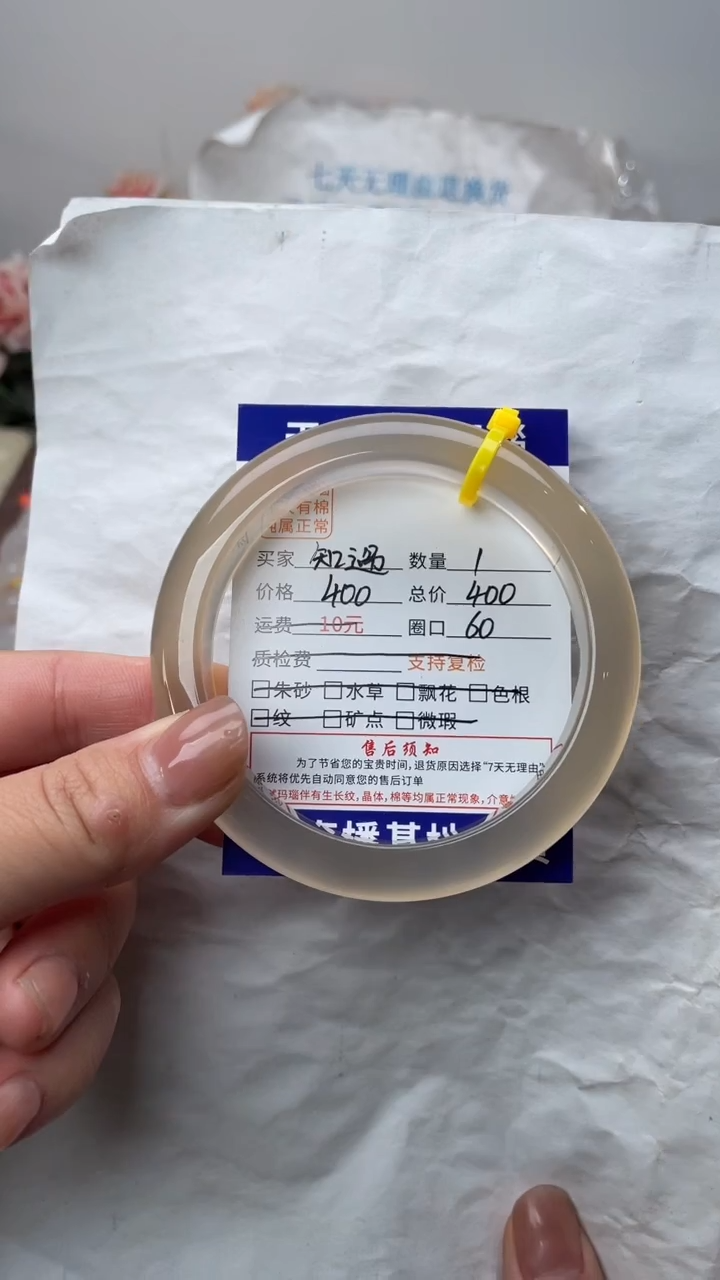 七天无理由退换货
有棉
纯属正常
买家 知遇 数量 1
价格 400 总价 400
运费 10元 圈口 60
质检费 支持复检
□朱砂 □水草 □飘花 □色根
□纹 □矿点 □微瑕
售后须知
为了节省您的宝贵时间,退货原因选择“7天无理由”
系统将优先自动同意您的售后订单
玛瑙伴有生长纹,晶体,棉等均属正常现象,介意
直播基地